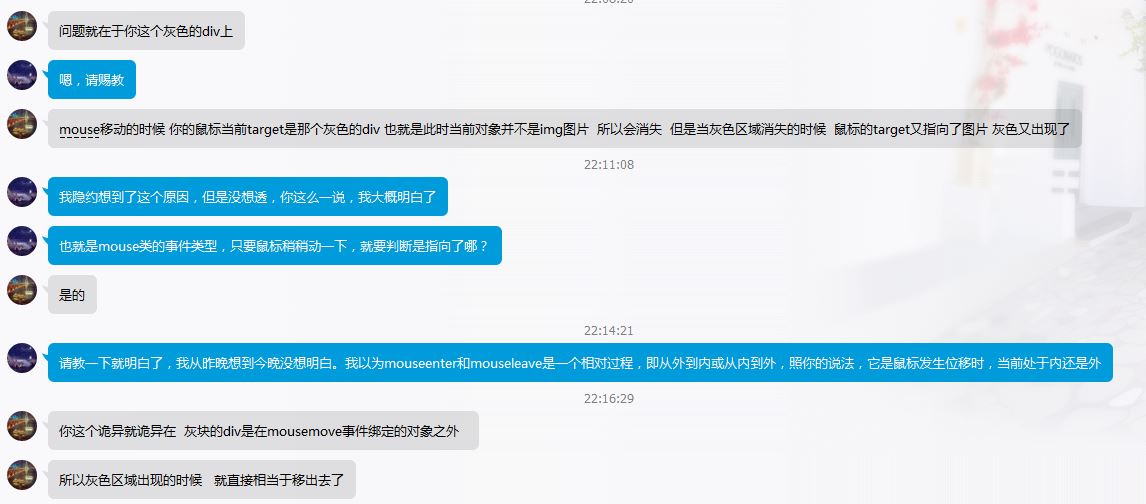 问题就在于你这个灰色的div上
嗯，请赐教
mouse移动的时候 你的鼠标当前target是那个灰色的div 也就是此时当前对象并不是img图片 所以会消失 但是当灰色区域消失的时候 鼠标的target又指向了图片 灰色又出现了
22:11:08
我隐约想到了这个原因，但是没想透，你这么一说，我大概明白了
也就是mouse类的事件类型，只要鼠标稍稍动一下，就要判断是指向了哪？
是的
22:14:21
请教一下就明白了，我从昨晚想到今晚没想明白。我以为mouseenter和mouseleave是一个相对过程，即从外到内或从内到外，照你的说法，它是鼠标发生位移时，当前处于内还是外
22:16:29
你这个诡异就诡异在 灰块的div是在mousemove事件绑定的对象之外
所以灰色区域出现的时候 就直接相当于移出去了